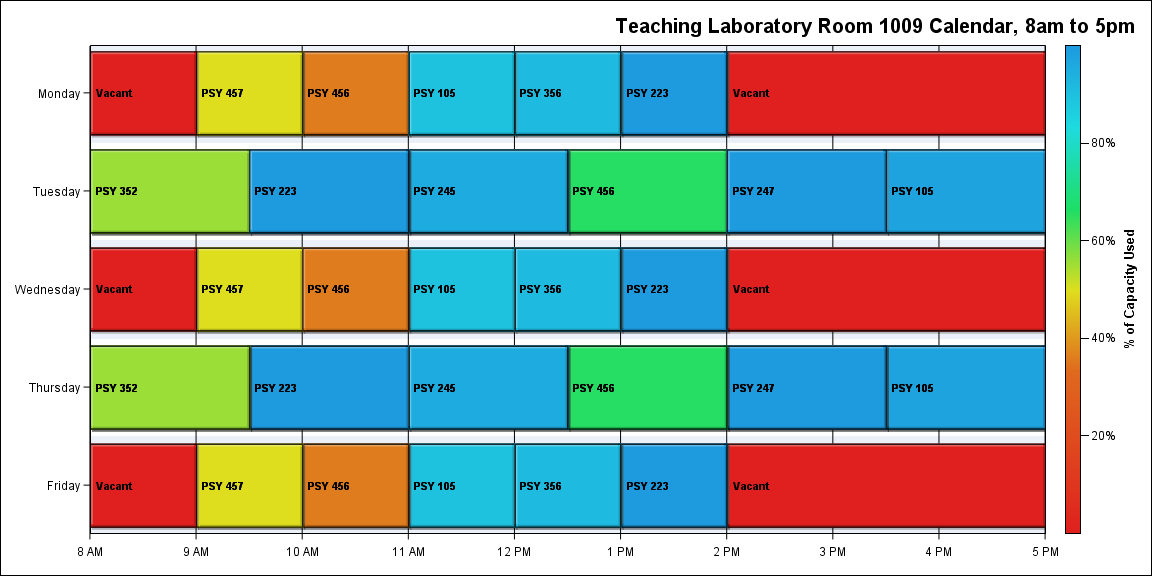 Teaching Laboratory Room 1009 Calendar, 8am to 5pm
Monday Vacant PSY 457 PSY 456 PSY 105 PSY 356 PSY 223 Vacant
80%
Tuesday PSY 352 PSY 223 PSY 245 PSY 456 PSY 247 PSY 105
60%
Wednesday Vacant PSY 457 PSY 456 PSY 105 PSY 356 PSY 223 Vacant
% of Capacity Used
40%
Thursday PSY 352 PSY 223 PSY 245 PSY 456 PSY 247 PSY 105
20%
Friday Vacant PSY 457 PSY 456 PSY 105 PSY 356 PSY 223 Vacant
8 AM 9 AM 10 AM 11 AM 12 PM 1 PM 2 PM 3 PM 4 PM 5 PM